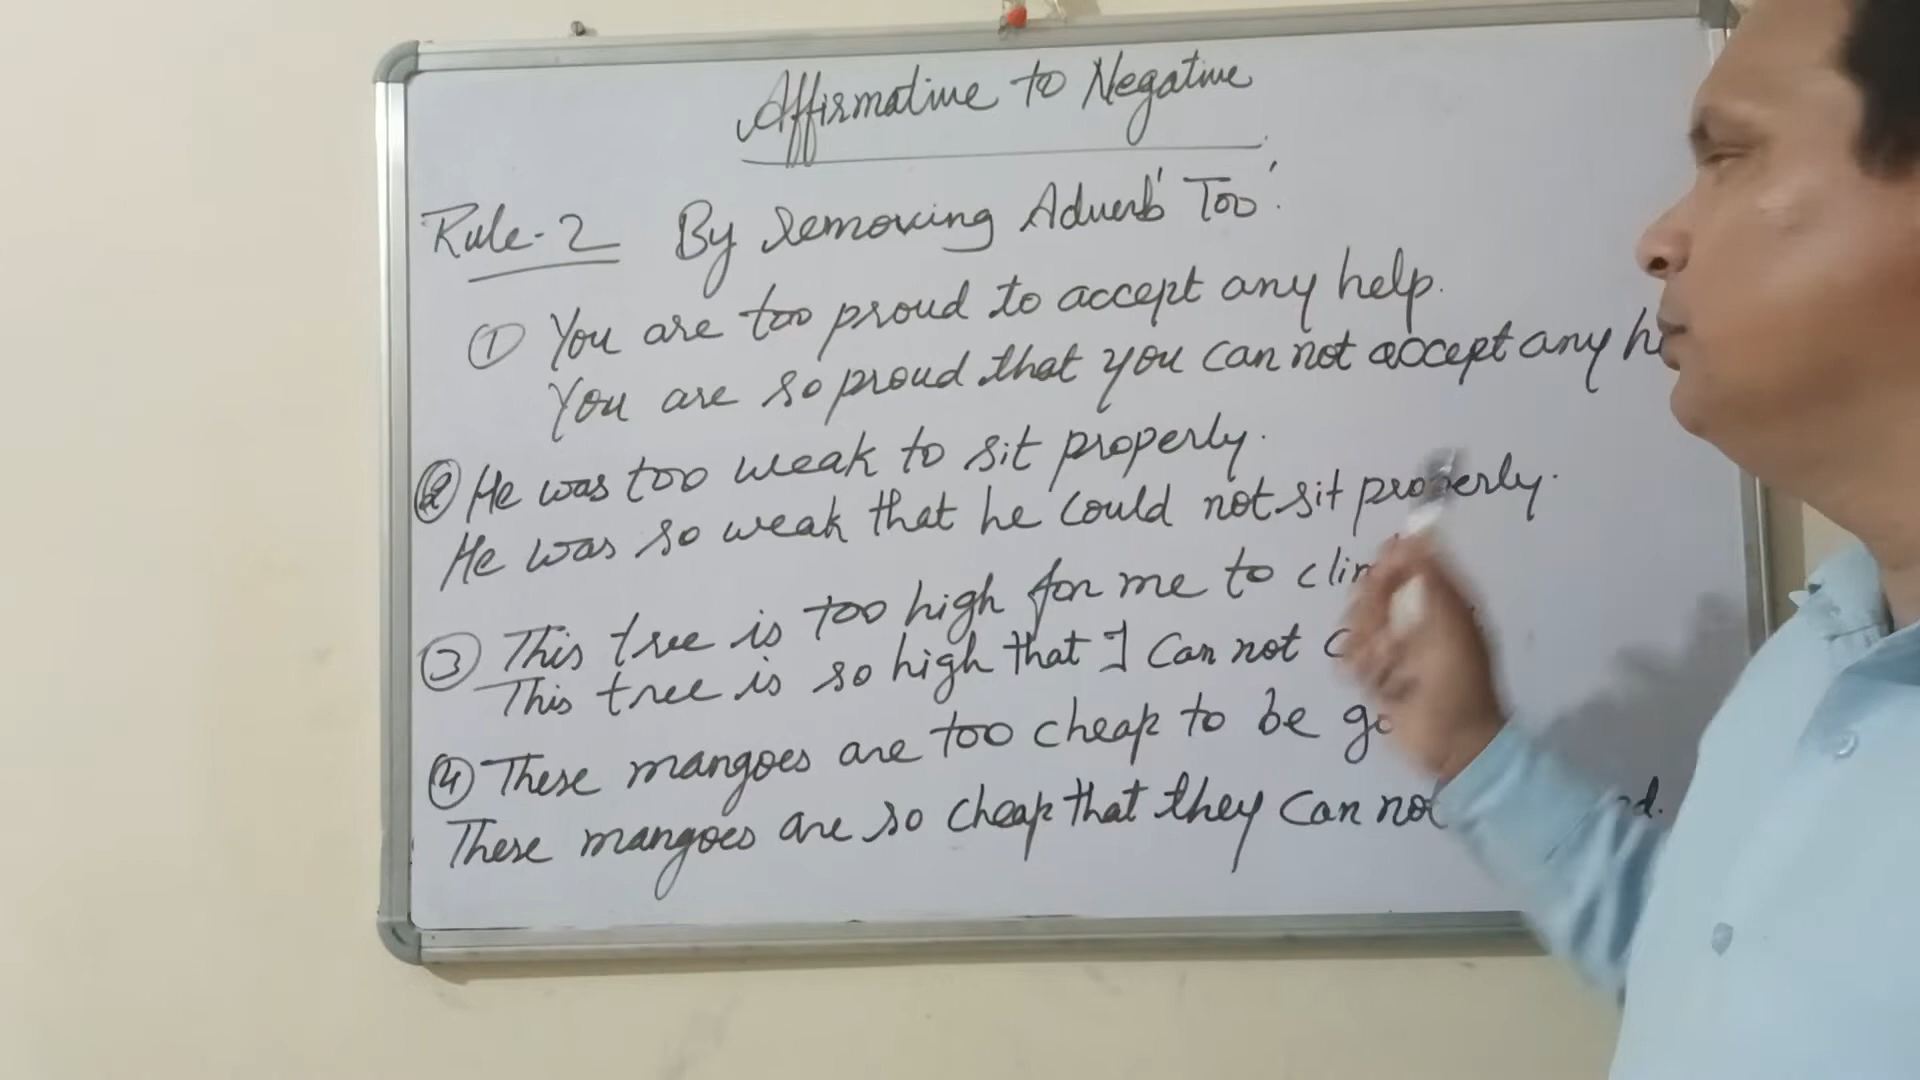 Affirmative to Negative
Rule-2 By removing Adverb 'Too'.
① You are too proud to accept any help.
You are so proud that you can not accept any
② He was too weak to sit properly.
He was so weak that he could not sit properly.
③ This tree is too high for me to
This tree is so high that I can not
④ These mangoes are too cheap to be
These mangoes are so cheap that they can not